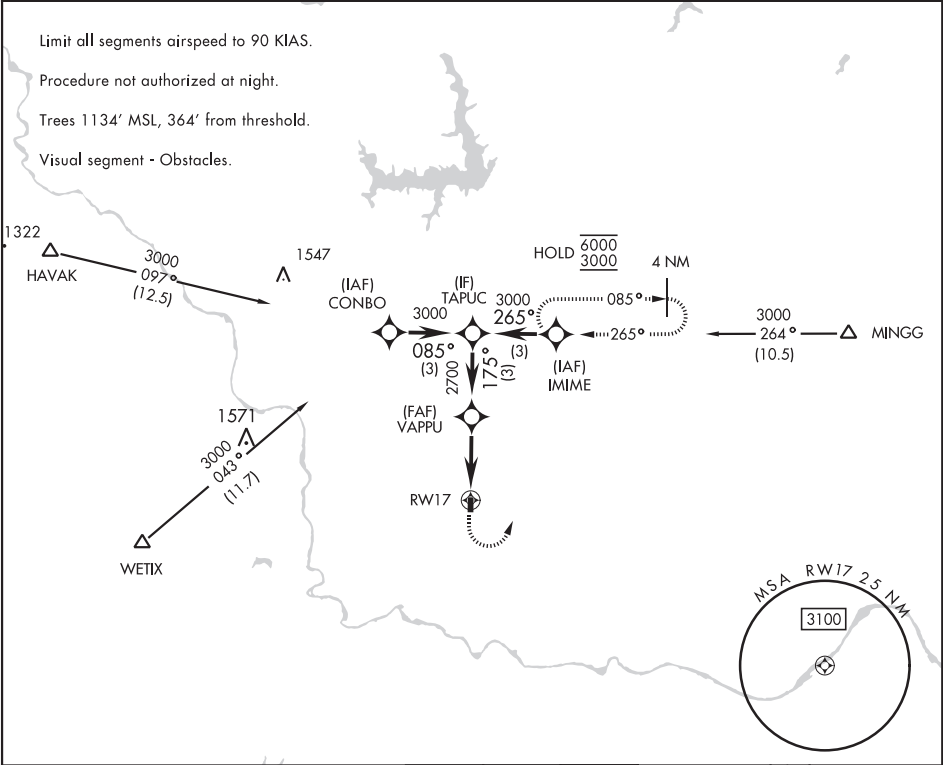 Limit all segments airspeed to 90 KIAS.
Procedure not authorized at night.
Trees 1134' MSL, 364' from threshold.
Visual segment - Obstacles.
1322
HAVAK
3000
097°
(12.5)
1547
(IAF)
CONBO
3000
085°
(3)
(IF)
TAPUC
3000
265°
(3)
HOLD
6000
3000
4 NM
085°
265°
(IAF)
IMIME
3000
264°
(10.5)
MINGG
2700
175°
(3)
(FAF)
VAPPU
1571
3000
043°
(11.7)
WETIX
RW17
MSA RW17 25 NM
3100